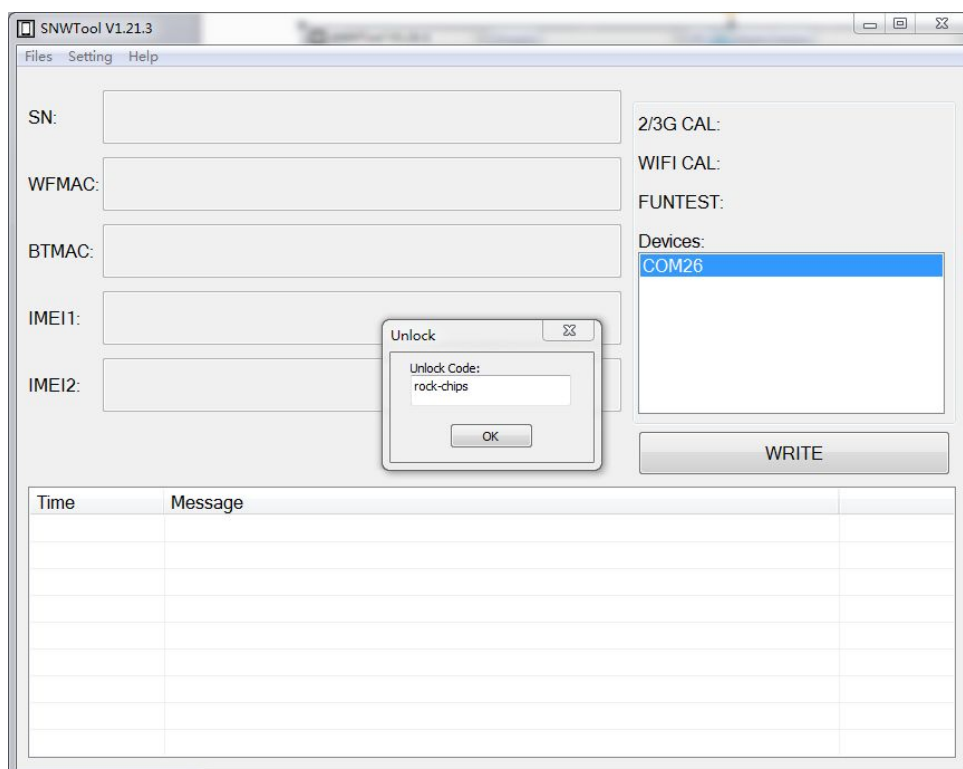 SNWTool V1.21.3
Files Setting Help
SN:
WFMAC:
BTMAC:
IMEI1:
IMEI2:
2/3G CAL:
WIFI CAL:
FUNTEST:
Devices:
COM26
Unlock
Unlock Code:
rock-chips
OK
WRITE
Time Message